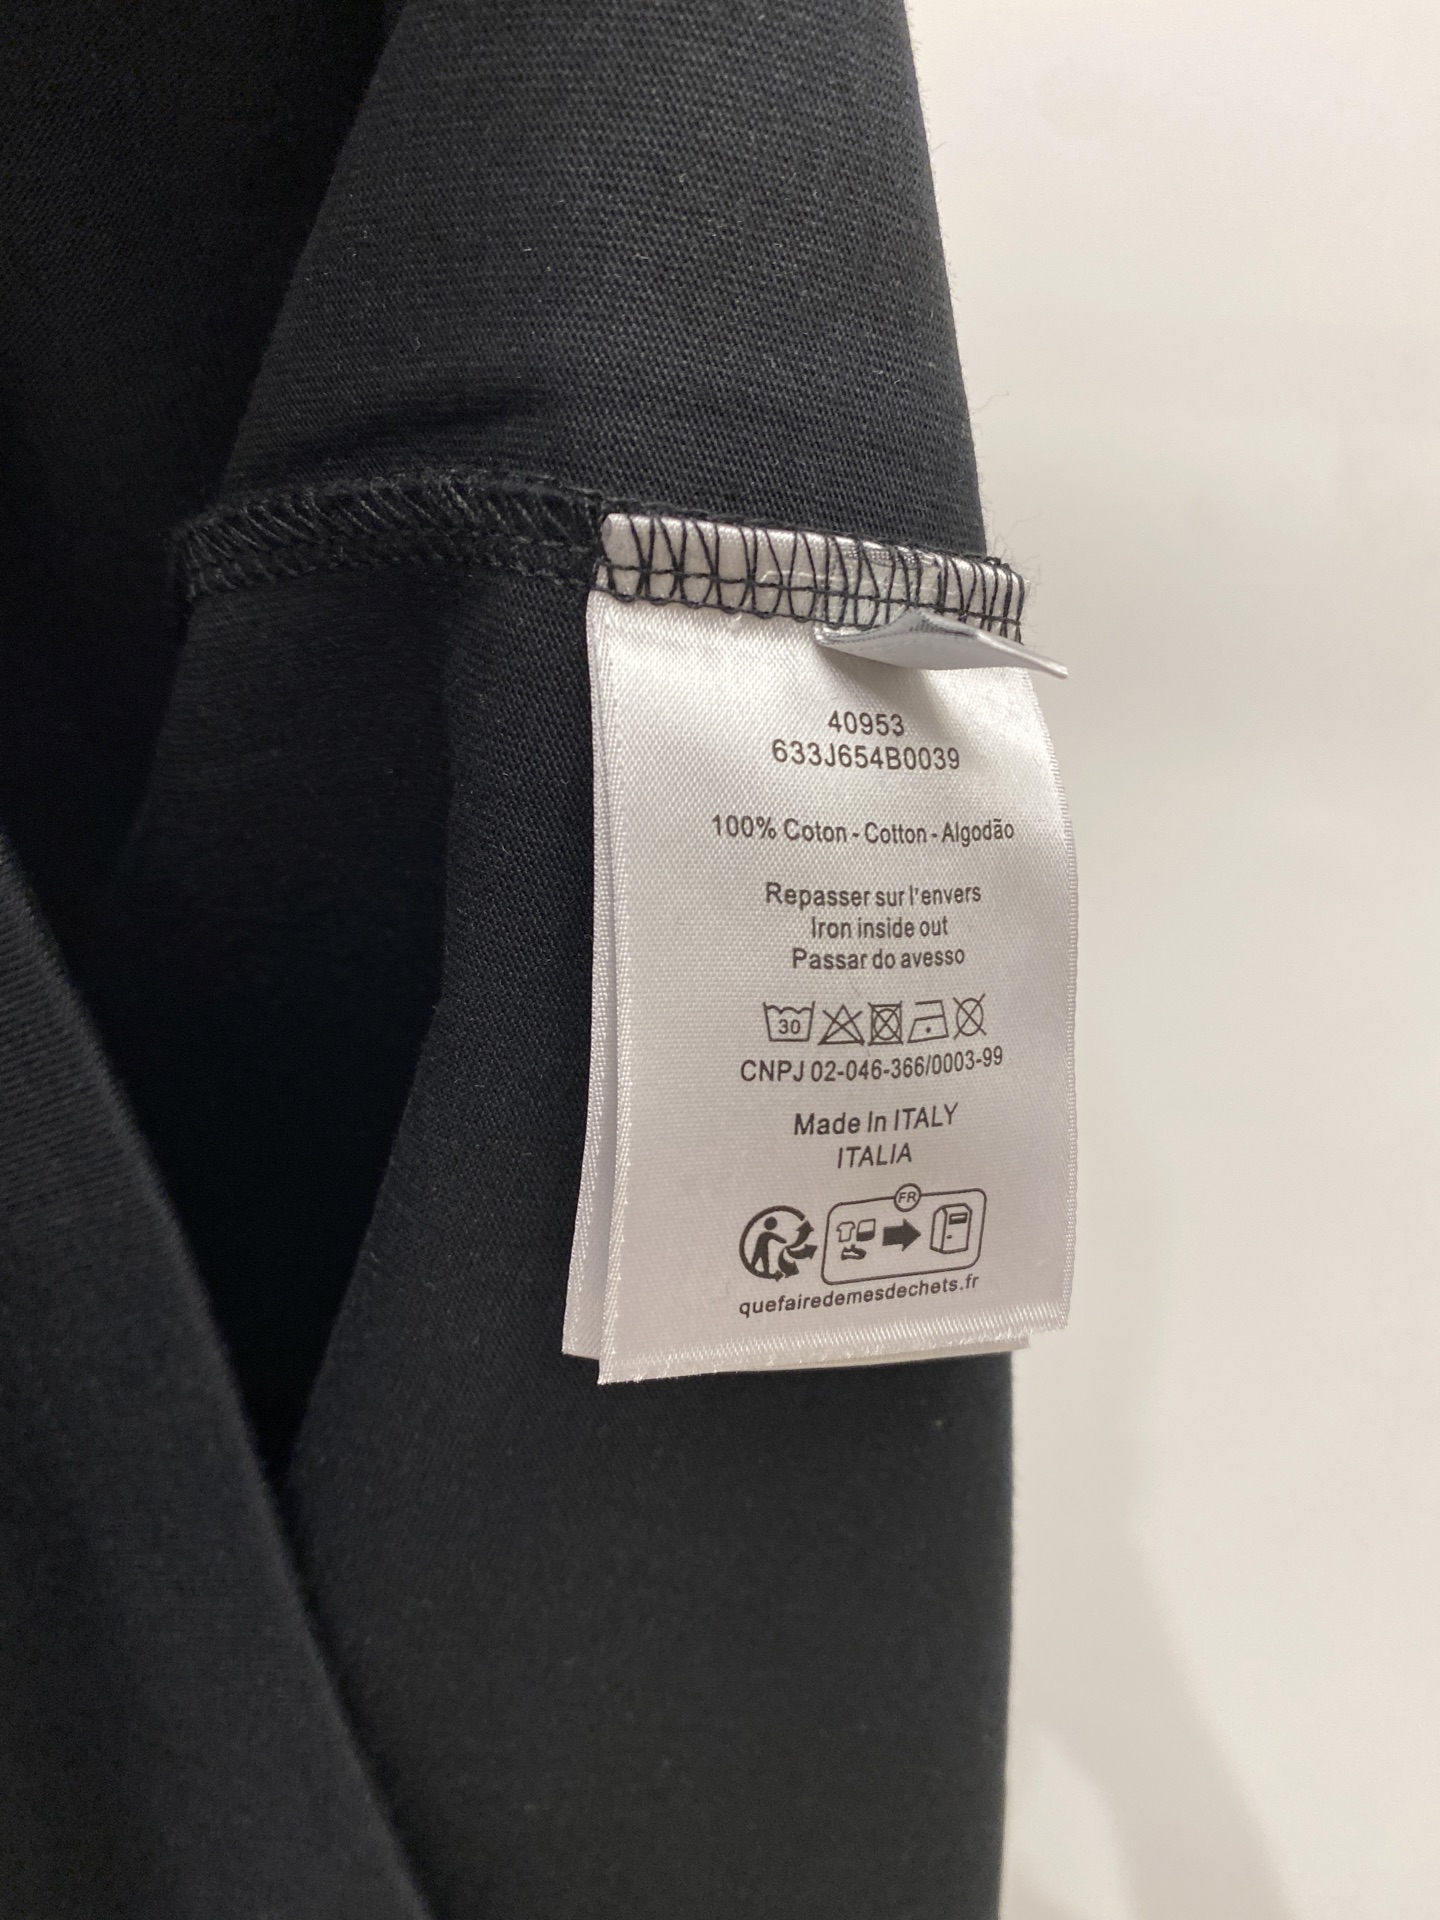 40953
633J654B0039
100% Coton - Cotton - Algodão
Repasser sur l'envers
Iron inside out
Passar do avesso
30
CNPJ 02-046-366/0003-99
Made In ITALY
ITALIA
FR
quefairedemesdechets.fr